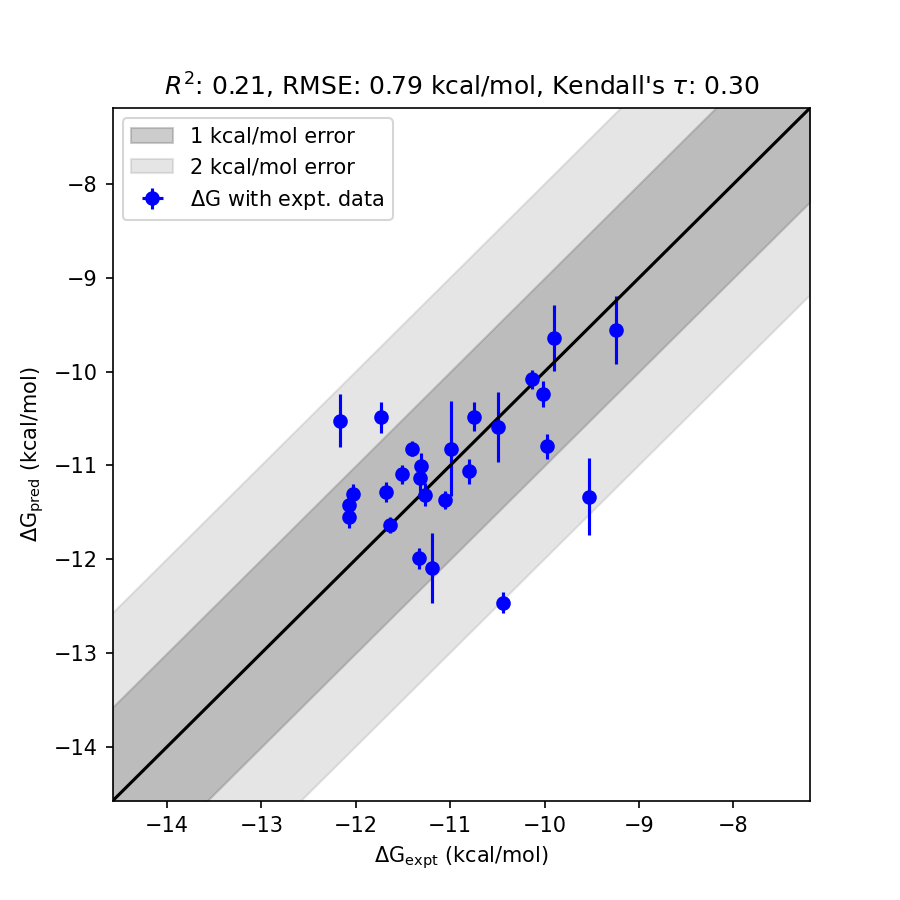 R²: 0.21, RMSE: 0.79 kcal/mol, Kendall's τ: 0.30
1 kcal/mol error
2 kcal/mol error
ΔG with expt. data
−8
−9
−10
−11
−12
−13
−14
ΔGpred (kcal/mol)
−14 −13 −12 −11 −10 −9 −8
ΔGexpt (kcal/mol)